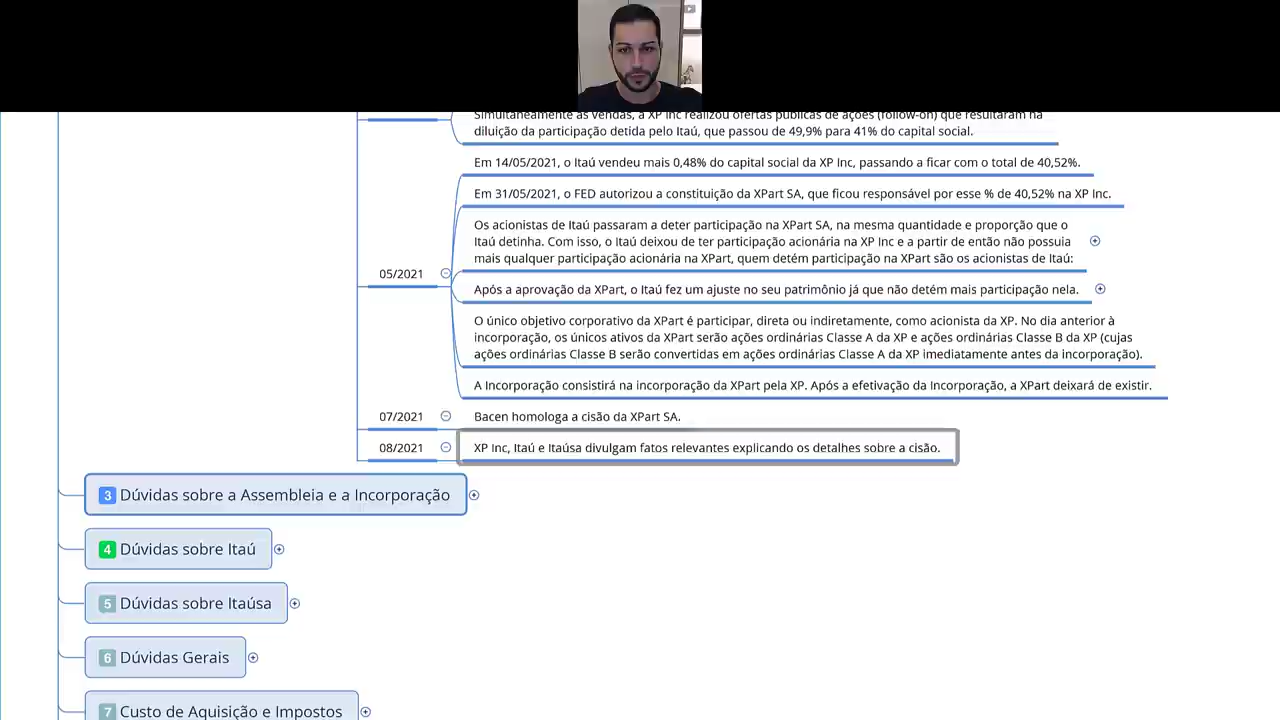 Simultaneamente às vendas, a XP Inc realizou ofertas públicas de ações (follow-on) que resultaram na
diluição da participação detida pelo Itaú, que passou de 49,9% para 41% do capital social.
Em 14/05/2021, o Itaú vendeu mais 0,48% do capital social da XP Inc, passando a ficar com o total de 40,52%.
Em 31/05/2021, o FED autorizou a constituição da XPart SA, que ficou responsável por esse % de 40,52% na XP Inc.
Os acionistas de Itaú passaram a deter participação na XPart SA, na mesma quantidade e proporção que o
Itaú detinha. Com isso, o Itaú deixou de ter participação acionária na XP Inc e a partir de então não possuia
mais qualquer participação acionária na XPart, quem detém participação na XPart são os acionistas de Itaú:
05/2021
Após a aprovação da XPart, o Itaú fez um ajuste no seu patrimônio já que não detém mais participação nela.
O único objetivo corporativo da XPart é participar, direta ou indiretamente, como acionista da XP. No dia anterior à
incorporação, os únicos ativos da XPart serão ações ordinárias Classe A da XP e ações ordinárias Classe B da XP (cujas
ações ordinárias Classe B serão convertidas em ações ordinárias Classe A da XP imediatamente antes da incorporação).
A Incorporação consistirá na incorporação da XPart pela XP. Após a efetivação da Incorporação, a XPart deixará de existir.
07/2021 Bacen homologa a cisão da XPart SA.
08/2021 XP Inc, Itaú e Itaúsa divulgam fatos relevantes explicando os detalhes sobre a cisão.
3 Dúvidas sobre a Assembleia e a Incorporação
4 Dúvidas sobre Itaú
5 Dúvidas sobre Itaúsa
6 Dúvidas Gerais
7 Custo de Aquisição e Impostos